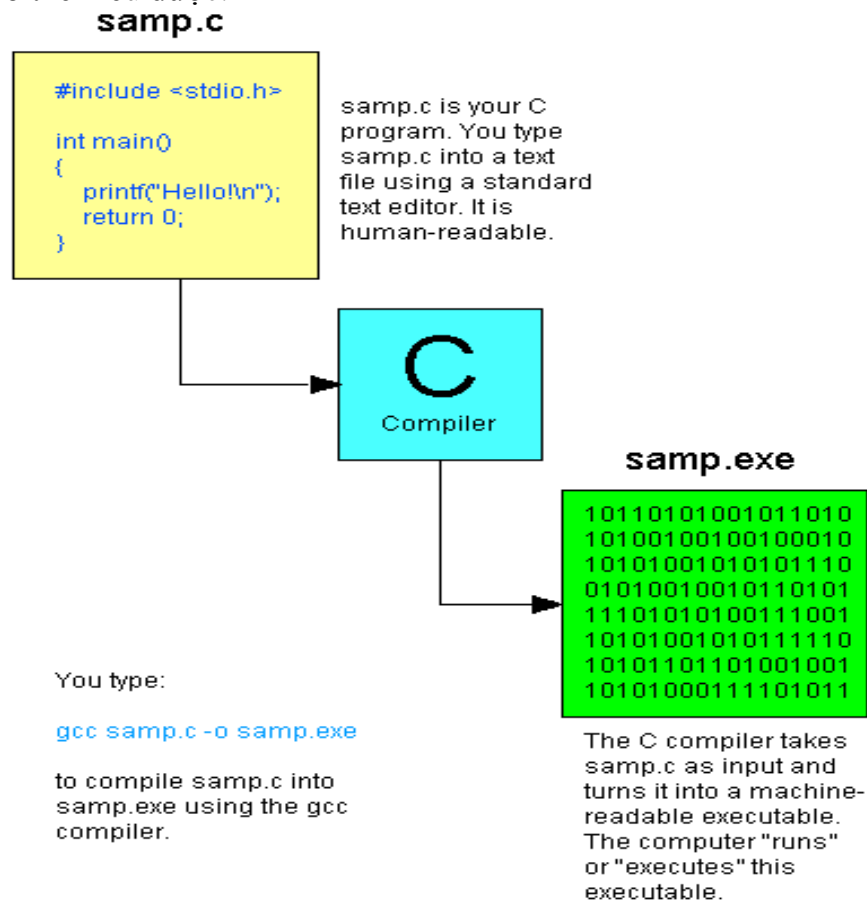 samp.c
#include <stdio.h>
int main()
{
printf("Hello!\n");
return 0;
}
samp.c is your C
program. You type
samp.c into a text
file using a standard
text editor. It is
human-readable.
C
Compiler
samp.exe
10110101001011010
10100100100100010
10101001010101110
01010010010110101
11101010100111001
10101001010111110
10101101101001001
10101000111101011
You type:
gcc samp.c -o samp.exe
to compile samp.c into
samp.exe using the gcc
compiler.
The C compiler takes
samp.c as input and
turns it into a machine-
readable executable.
The computer "runs"
or "executes" this
executable.